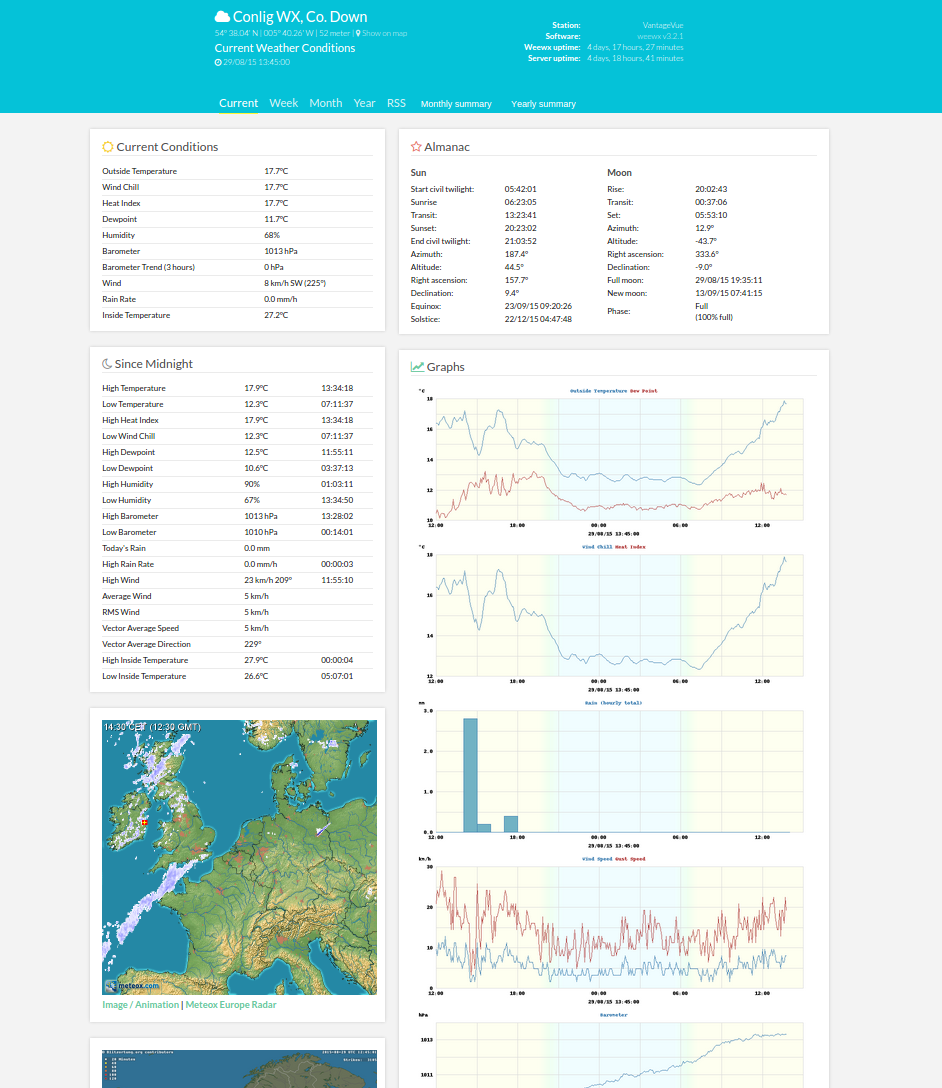 Conlig WX, Co. Down
54° 38.04' N | 005° 40.26' W | 52 meter | Show on map
Current Weather Conditions
29/08/15 13:45:00
Station: VantageVue
Software: weewx v3.2.1
Weewx uptime: 4 days, 17 hours, 27 minutes
Server uptime: 4 days, 18 hours, 41 minutes
Current Week Month Year RSS Monthly summary Yearly summary
Current Conditions
Outside Temperature 17.7°C
Wind Chill 17.7°C
Heat Index 17.7°C
Dewpoint 11.7°C
Humidity 68%
Barometer 1013 hPa
Barometer Trend (3 hours) 0 hPa
Wind 8 km/h SW (225°)
Rain Rate 0.0 mm/h
Inside Temperature 27.2°C
Almanac
Sun Moon
Start civil twilight: 05:42:01 Rise: 20:02:43
Sunrise 06:23:05 Transit: 00:37:06
Transit: 13:23:41 Set: 05:53:10
Sunset: 20:23:02 Azimuth: 12.9°
End civil twilight: 21:03:52 Altitude: -43.7°
Azimuth: 187.4° Right ascension: 333.6°
Altitude: 44.5° Declination: -9.0°
Right ascension: 157.7° Full moon: 29/08/15 19:35:11
Declination: 9.4° New moon: 13/09/15 07:41:15
Equinox: 23/09/15 09:20:26 Phase: Full
Solstice: 22/12/15 04:47:48 (100% full)
Since Midnight
High Temperature 17.9°C 13:34:18
Low Temperature 12.3°C 07:11:37
High Heat Index 17.9°C 13:34:18
Low Wind Chill 12.3°C 07:11:37
High Dewpoint 12.5°C 11:55:11
Low Dewpoint 10.6°C 03:37:13
High Humidity 90% 01:03:11
Low Humidity 67% 13:34:50
High Barometer 1013 hPa 13:28:02
Low Barometer 1010 hPa 00:14:01
Today's Rain 0.0 mm
High Rain Rate 0.0 mm/h 00:00:03
High Wind 23 km/h 209° 11:55:10
Average Wind 5 km/h
RMS Wind 5 km/h
Vector Average Speed 5 km/h
Vector Average Direction 229°
High Inside Temperature 27.9°C 00:00:04
Low Inside Temperature 26.6°C 05:07:01
14:30 CET (12:30 GMT)
meteox.com
Image / Animation | Meteox Europe Radar
Graphs
°C Outside Temperature Dew Point
18
16
14
12
10
12:00 18:00 00:00 06:00 12:00
29/08/15 13:45:00
°C Wind Chill Heat Index
18
16
14
12
12:00 18:00 00:00 06:00 12:00
29/08/15 13:45:00
mm Rain (hourly total)
3.0
2.0
1.0
0.0
12:00 18:00 00:00 06:00 12:00
29/08/15 13:45:00
km/h Wind Speed Gust Speed
30
20
10
0
12:00 18:00 00:00 06:00 12:00
29/08/15 13:45:00
hPa Barometer
1013
1011